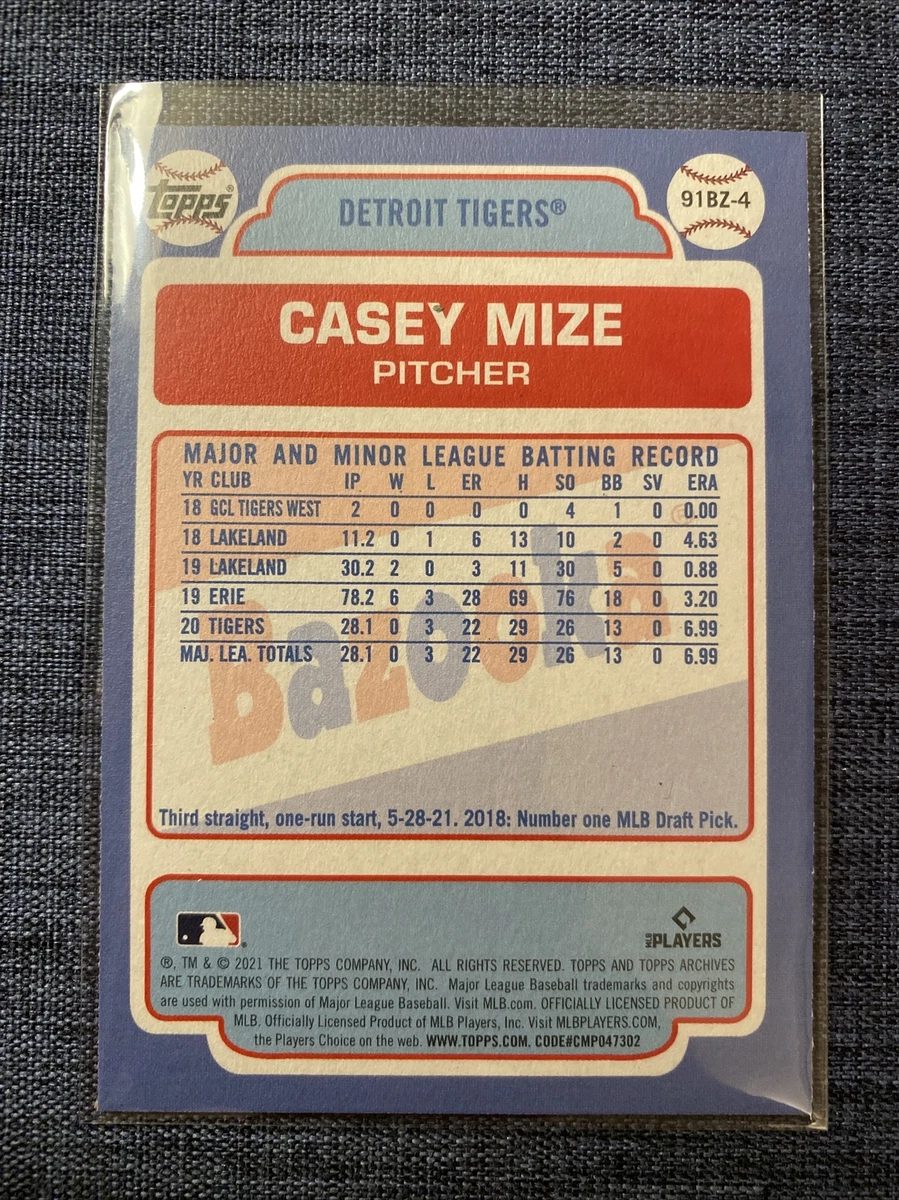 Topps®
DETROIT TIGERS®
91BZ-4
CASEY MIZE
PITCHER
MAJOR AND MINOR LEAGUE BATTING RECORD
YR CLUB IP W L ER H SO BB SV ERA
18 GCL TIGERS WEST 2 0 0 0 0 4 1 0 0.00
18 LAKELAND 11.2 0 1 6 13 10 2 0 4.63
19 LAKELAND 30.2 2 0 3 11 30 5 0 0.88
19 ERIE 78.2 6 3 28 69 76 18 0 3.20
20 TIGERS 28.1 0 3 22 29 26 13 0 6.99
MAJ. LEA. TOTALS 28.1 0 3 22 29 26 13 0 6.99
Bazooka®
Third straight, one-run start, 5-28-21. 2018: Number one MLB Draft Pick.
MLB PLAYERS
®, TM & © 2021 THE TOPPS COMPANY, INC. ALL RIGHTS RESERVED. TOPPS AND TOPPS ARCHIVES
ARE TRADEMARKS OF THE TOPPS COMPANY, INC. Major League Baseball trademarks and copyrights
are used with permission of Major League Baseball. Visit MLB.com. OFFICIALLY LICENSED PRODUCT OF
MLB. Officially Licensed Product of MLB Players, Inc. Visit MLBPLAYERS.COM,
the Players Choice on the web. WWW.TOPPS.COM. CODE#CMP047302